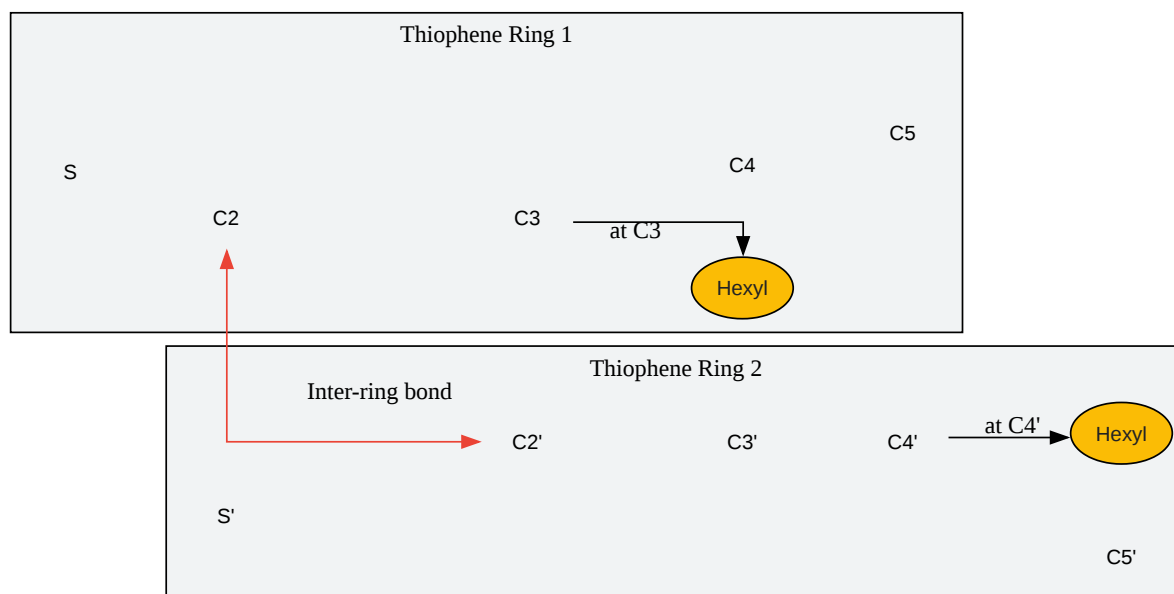 Thiophene Ring 1
C5
C4
S
C2
C3
at C3
Hexyl
Thiophene Ring 2
Inter-ring bond
C2'
C3'
C4'
at C4'
Hexyl
S'
C5'